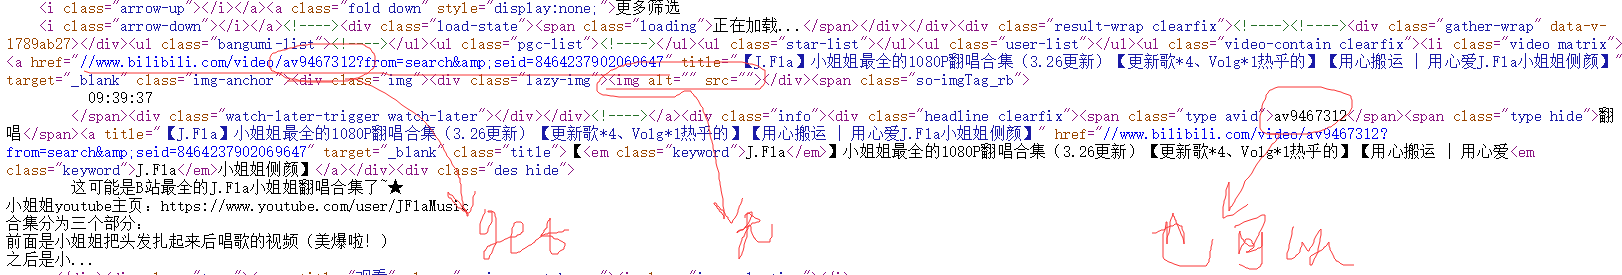 <i class="arrow-up"></i></a><a class="fold down" style="display:none;">更多筛选
<i class="arrow-down"></i></a><!----><div class="load-state"><span class="loading">正在加载...</span></div></div><div class="result-wrap clearfix"><!----><!----><div class="gather-wrap" data-v-
1789ab27></div><ul class="bangumi-list"><!----></ul><ul class="pgc-list"><!----></ul><ul class="star-list"></ul><ul class="user-list"></ul><ul class="video-contain clearfix"><li class="video matrix">
<a href="//www.bilibili.com/video/av9467312?from=search&amp;seid=8464237902069647" title="【J.Fla】小姐姐最全的1080P翻唱合集（3.26更新）【更新歌*4、Volg*1热乎的】【用心搬运 | 用心爱J.Fla小姐姐侧颜】"
target="_blank" class="img-anchor"><div class="img"><div class="lazy-img"><img alt="" src=""></div><span class="so-imgTag_rb">
09:39:37
</span><div class="watch-later-trigger watch-later"></div></div></a><div class="info"><div class="headline clearfix"><span class="type avid">av9467312</span><span class="type hide">翻
唱</span><a title="【J.Fla】小姐姐最全的1080P翻唱合集（3.26更新）【更新歌*4、Volg*1热乎的】【用心搬运 | 用心爱J.Fla小姐姐侧颜】" href="//www.bilibili.com/video/av9467312?
from=search&amp;seid=8464237902069647" target="_blank" class="title">【<em class="keyword">J.Fla</em>】小姐姐最全的1080P翻唱合集（3.26更新）【更新歌*4、Volg*1热乎的】【用心搬运 | 用心爱<em
class="keyword">J.Fla</em>小姐姐侧颜】</a></div><div class="des hide">
这可能是B站最全的J.Fla小姐姐翻唱合集了~★
小姐姐youtube主页：https://www.youtube.com/user/JFlaMusic
合集分为三个部分：
前面是小姐姐把头发扎起来后唱歌的视频（美爆啦！）
之后是小...
get
无
也可以